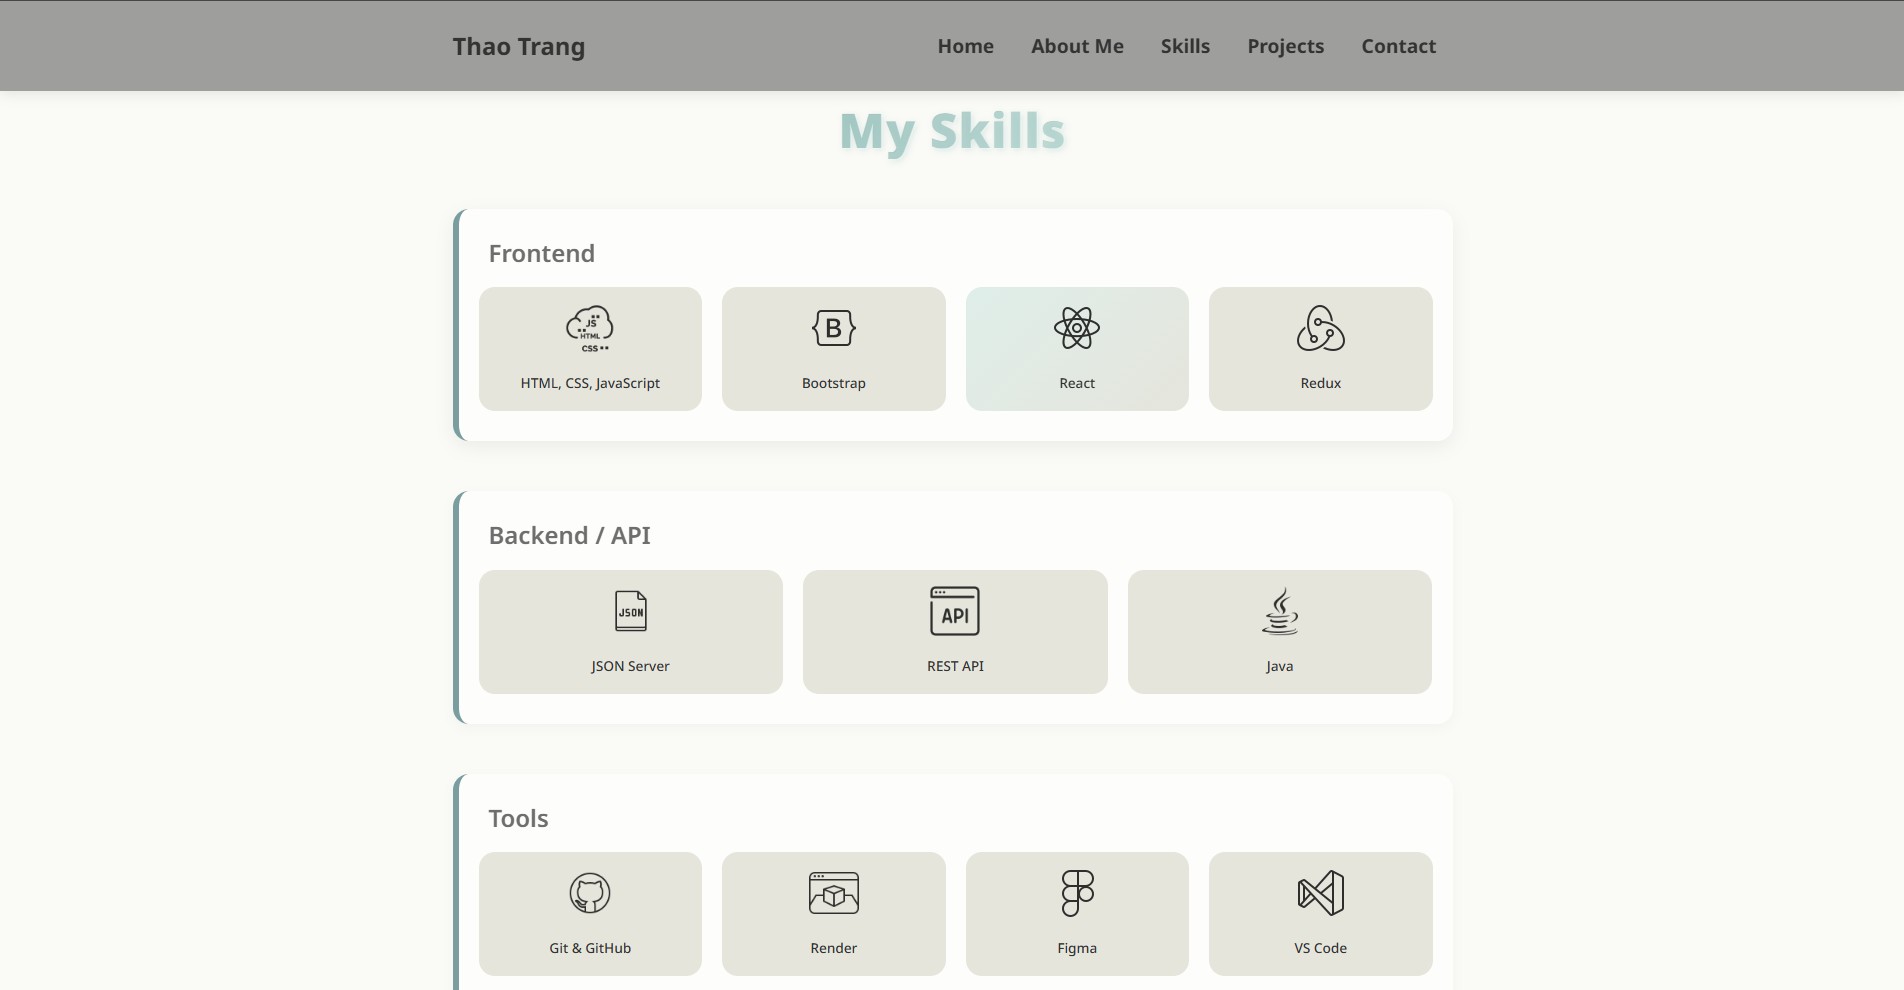 Thao Trang
Home About Me Skills Projects Contact
My Skills
Frontend
JS
HTML
CSS
HTML, CSS, JavaScript
B
Bootstrap
React
Redux
Backend / API
JSON
JSON Server
API
REST API
Java
Tools
Git & GitHub
Render
Figma
VS Code